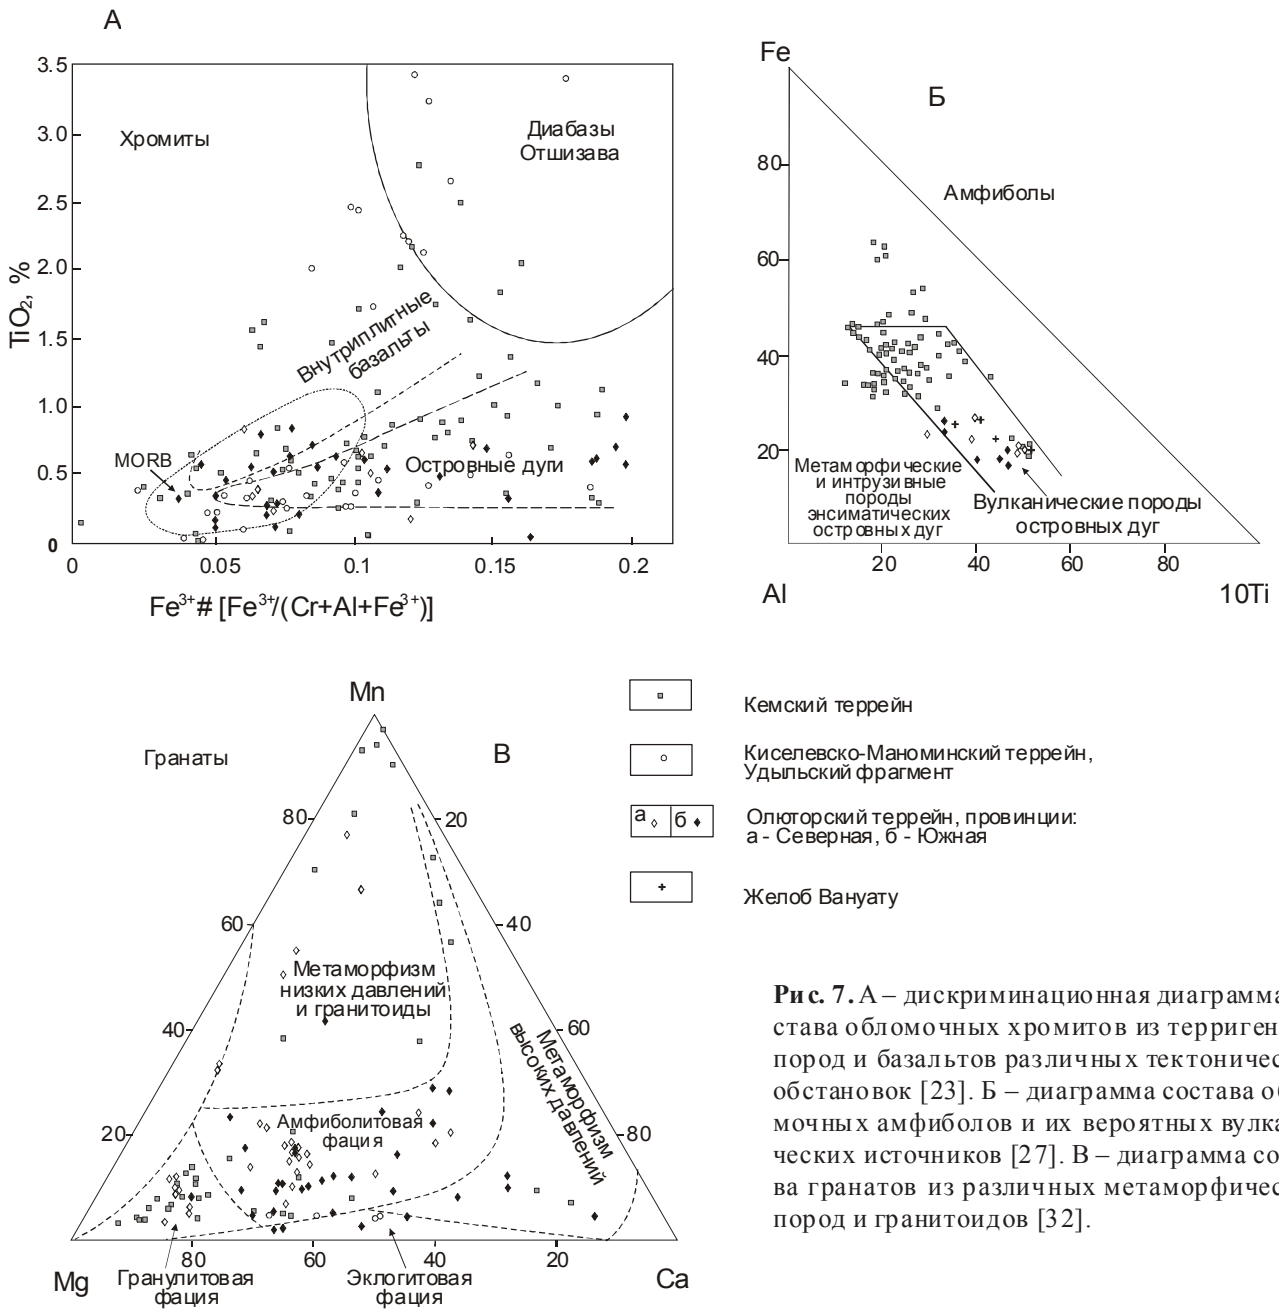 А
3.5
3.0
2.5
2.0
1.5
1.0
0.5
0
TiO2, %
Хромиты
Диабазы
Отшизава
Внутриплитные
базальты
MORB
Островные дуги
0
0.05
0.1
0.15
0.2
Fe3+# [Fe3+/(Cr+Al+Fe3+)]
Fe
Б
80
60
40
20
Амфиболы
Метаморфические
и интрузивные
породы
энсиматических
островных дуг
Вулканические породы
островных дуг
20
40
60
80
Al
10Ti
Mn
Гранаты
В
80
20
60
40
Метаморфизм
низких давлений
и гранитоиды
40
60
Метаморфизм
высоких давлений
20
80
Амфиболитовая
фация
80
60
40
20
Mg
Ca
Гранулитовая
фация
Эклогитовая
фация
Кемский террейн
Киселевско-Маноминский террейн,
Удыльский фрагмент
а
б
Олюторский террейн, провинции:
а - Северная, б - Южная
Желоб Вануату
Рис. 7. А – дискриминационная диаграмма
става обломочных хромитов из терриген
пород и базальтов различных тектоничес
обстановок [23]. Б – диаграмма состава об
мочных амфиболов и их вероятных вулка
ческих источников [27]. В – диаграмма со
ва гранатов из различных метаморфичес
пород и гранитоидов [32].